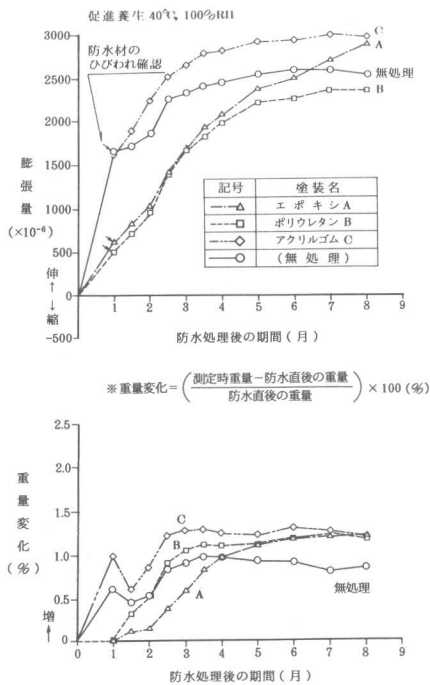 促進養生 40℃, 100%RH
3000
2500
2000
1500
1000
500
0
-500
膨張量
(×10⁻⁶)
伸
↑
↓
縮
防水材の
ひびわれ確認
C
A
無処理
B
記号 塗装名
エポキシA
ポリウレタンB
アクリルゴムC
(無処理)
1 2 3 4 5 6 7 8 9
防水処理後の期間(月)
※重量変化=(測定時重量-防水直後の重量/防水直後の重量)×100(%)
2.5
2.0
1.5
1.0
0.5
0
重量変化
(%)
増
↑
C
B
A
無処理
0 1 2 3 4 5 6 7 8 9
防水処理後の期間(月)